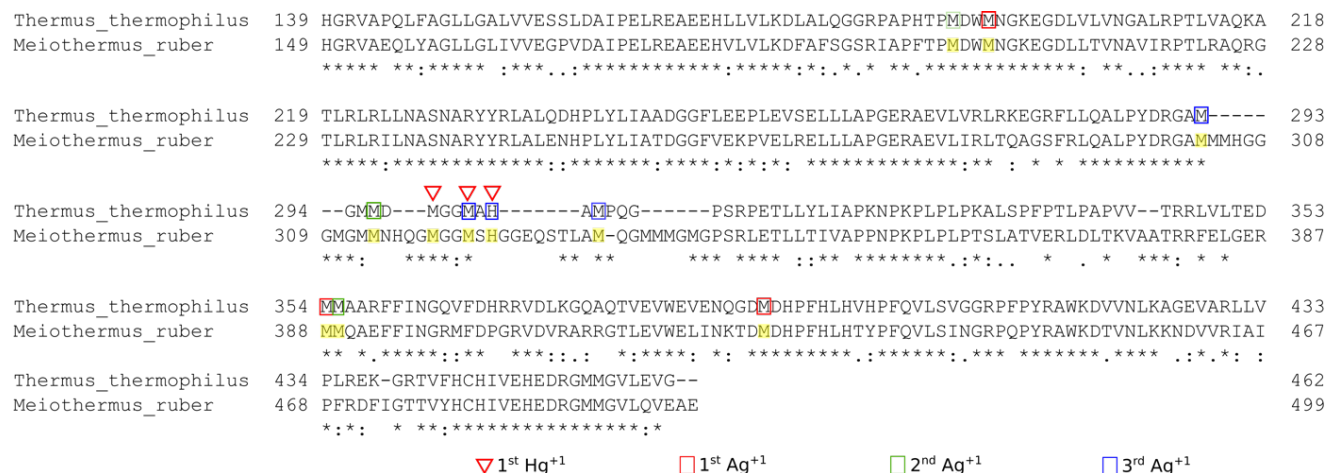 Thermus_thermophilus 139 HGRVAPQLFAGLLGALVVESSLDAIPELREAEEHLLVLKDLALQGGRPAPHTPMDWMNGKEGDLVLVNGALRPTLVAQKA 218
Meiothermus_ruber 149 HGRVAEQLYAGLLGLIVVEGPVDAIPELREAEEHVLVLKDFAFSGSRIAPFTPMDWMNGKEGDLLTVNAVIRPTLRAQRG 228
***** **:***** :***..:************:*****:*:.*.* **.*************: **..:**** **:.
Thermus_thermophilus 219 TLRLRLLNASNARYYRLALQDHPLYLIAADGGFLEEPLEVSELLLAPGERAEVLVRLRKEGRFLLQALPYDRGAM----- 293
Meiothermus_ruber 229 TLRLRILNASNARYYRLALENHPLYLIATDGGFVEKPVELRELLLAPGERAEVLIRLTQAGSFRLQALPYDRGAMMMHGG 308
*****:*************::*******:****:*:*:*: *************:** : * * ************
Thermus_thermophilus 294 --GMMMD---MGGMAH-------AMPQG------PSRPETLLYLIAPKNPKPLPLPKALSPFPTLPAPVV--TRRLVLTED 353
Meiothermus_ruber 309 GMGMMNHQGMGGMSHGGEQSTLAM-QGMMMGMGPSRLETLLTIVAPPNPKPLPLPTSLATVERLDLTKVAATRRFELGER 387
***: ****:* ** ** *** **** ::** ********.:*:.. * .* ***: * *
Thermus_thermophilus 354 MMAARFFINGQVFDHRRVDLKGQAQTVEVWEVENQGDMDHPFHLHVHPFQVLSVGGRPFPYRAWKDVVNLKAGEVARLLV 433
Meiothermus_ruber 388 MMQAEFFINGRMFDPGRVDVRARRGTLEVWELINKTDMDHPFHLHTYPFQVLSINGRPQPYRAWKDTVNLKKNDVVRIAI 467
** *.*****::** ***::.: *:****: *: *********.:******:.*** *******.**** .:*.*: :
Thermus_thermophilus 434 PLREK-GRTVFHCHIVEHEDRGMMGVLEVG-- 462
Meiothermus_ruber 468 PFRDFIGTTVYHCHIVEHEDRGMMGVLQVEAE 499
*:*: * **:****************:*
1st Hg+1 1st Ag+1 2nd Ag+1 3rd Ag+1